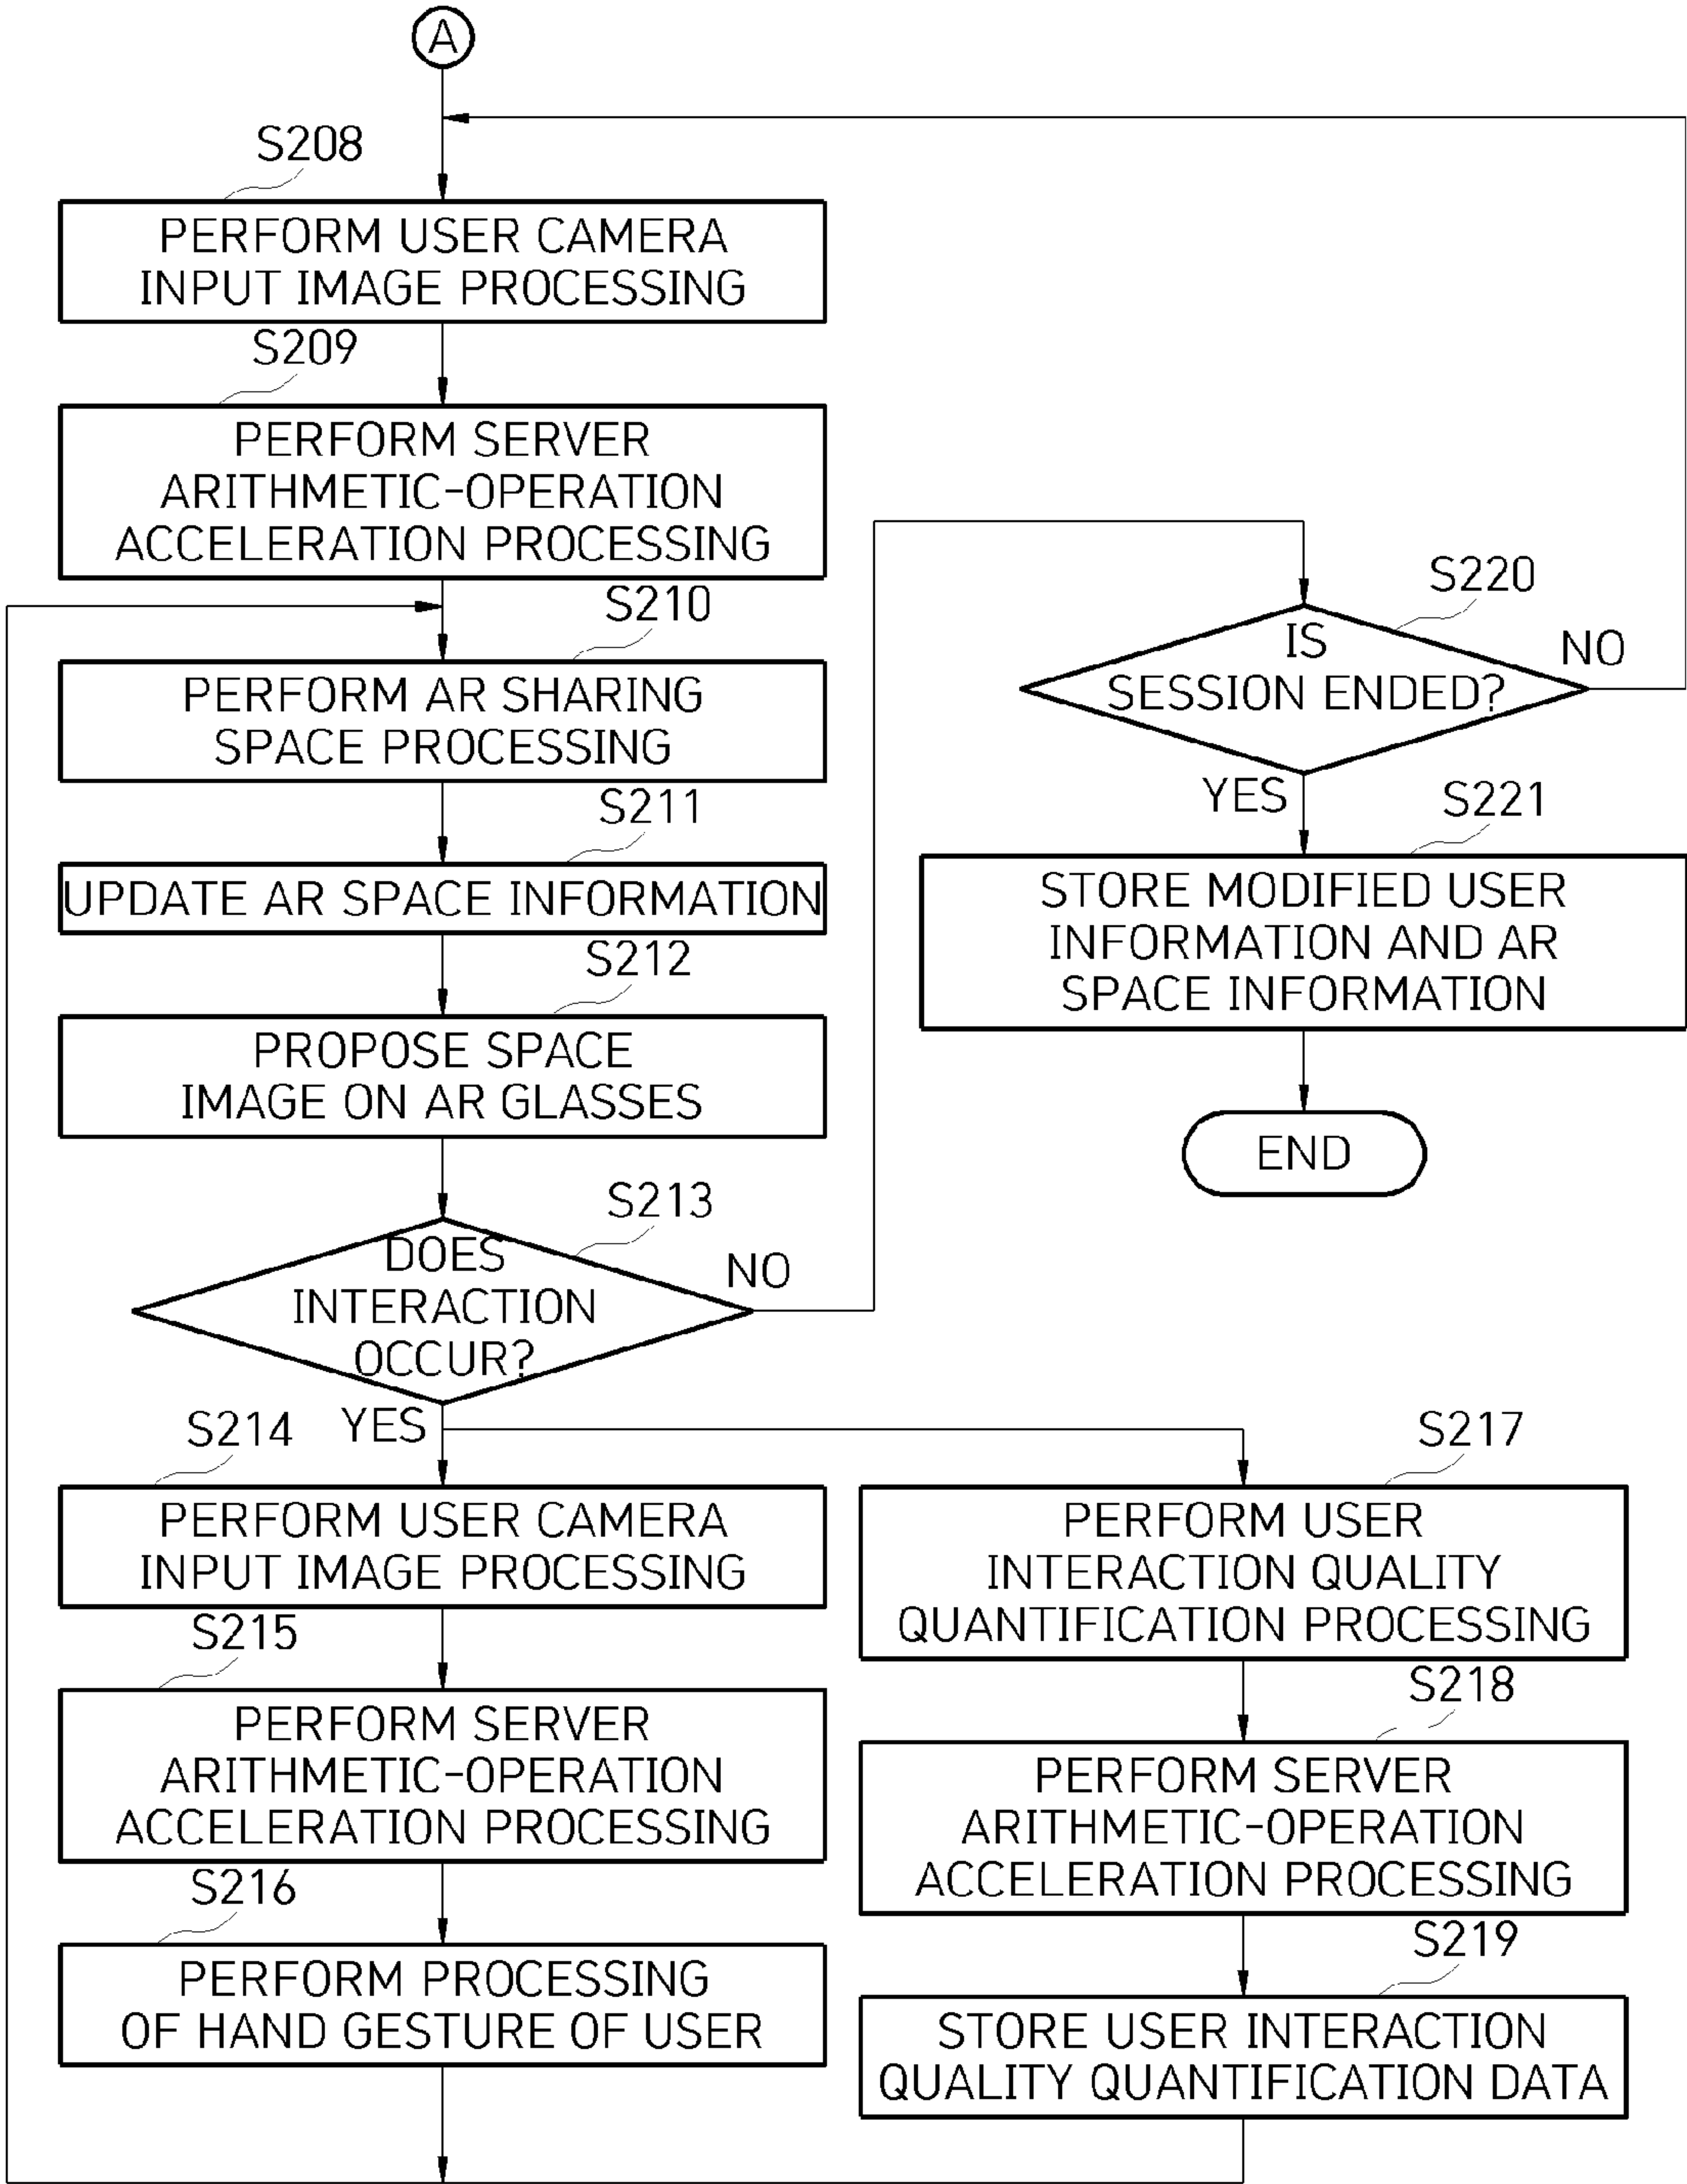 A
S208
PERFORM USER CAMERA
INPUT IMAGE PROCESSING
S209
PERFORM SERVER
ARITHMETIC-OPERATION
ACCELERATION PROCESSING
S210
PERFORM AR SHARING
SPACE PROCESSING
S211
UPDATE AR SPACE INFORMATION
S212
PROPOSE SPACE
IMAGE ON AR GLASSES
S213
DOES
INTERACTION
OCCUR?
NO
YES
S214
PERFORM USER CAMERA
INPUT IMAGE PROCESSING
S215
PERFORM SERVER
ARITHMETIC-OPERATION
ACCELERATION PROCESSING
S216
PERFORM PROCESSING
OF HAND GESTURE OF USER
S217
PERFORM USER
INTERACTION QUALITY
QUANTIFICATION PROCESSING
S218
PERFORM SERVER
ARITHMETIC-OPERATION
ACCELERATION PROCESSING
S219
STORE USER INTERACTION
QUALITY QUANTIFICATION DATA
S220
IS
SESSION ENDED?
NO
YES
S221
STORE MODIFIED USER
INFORMATION AND AR
SPACE INFORMATION
END